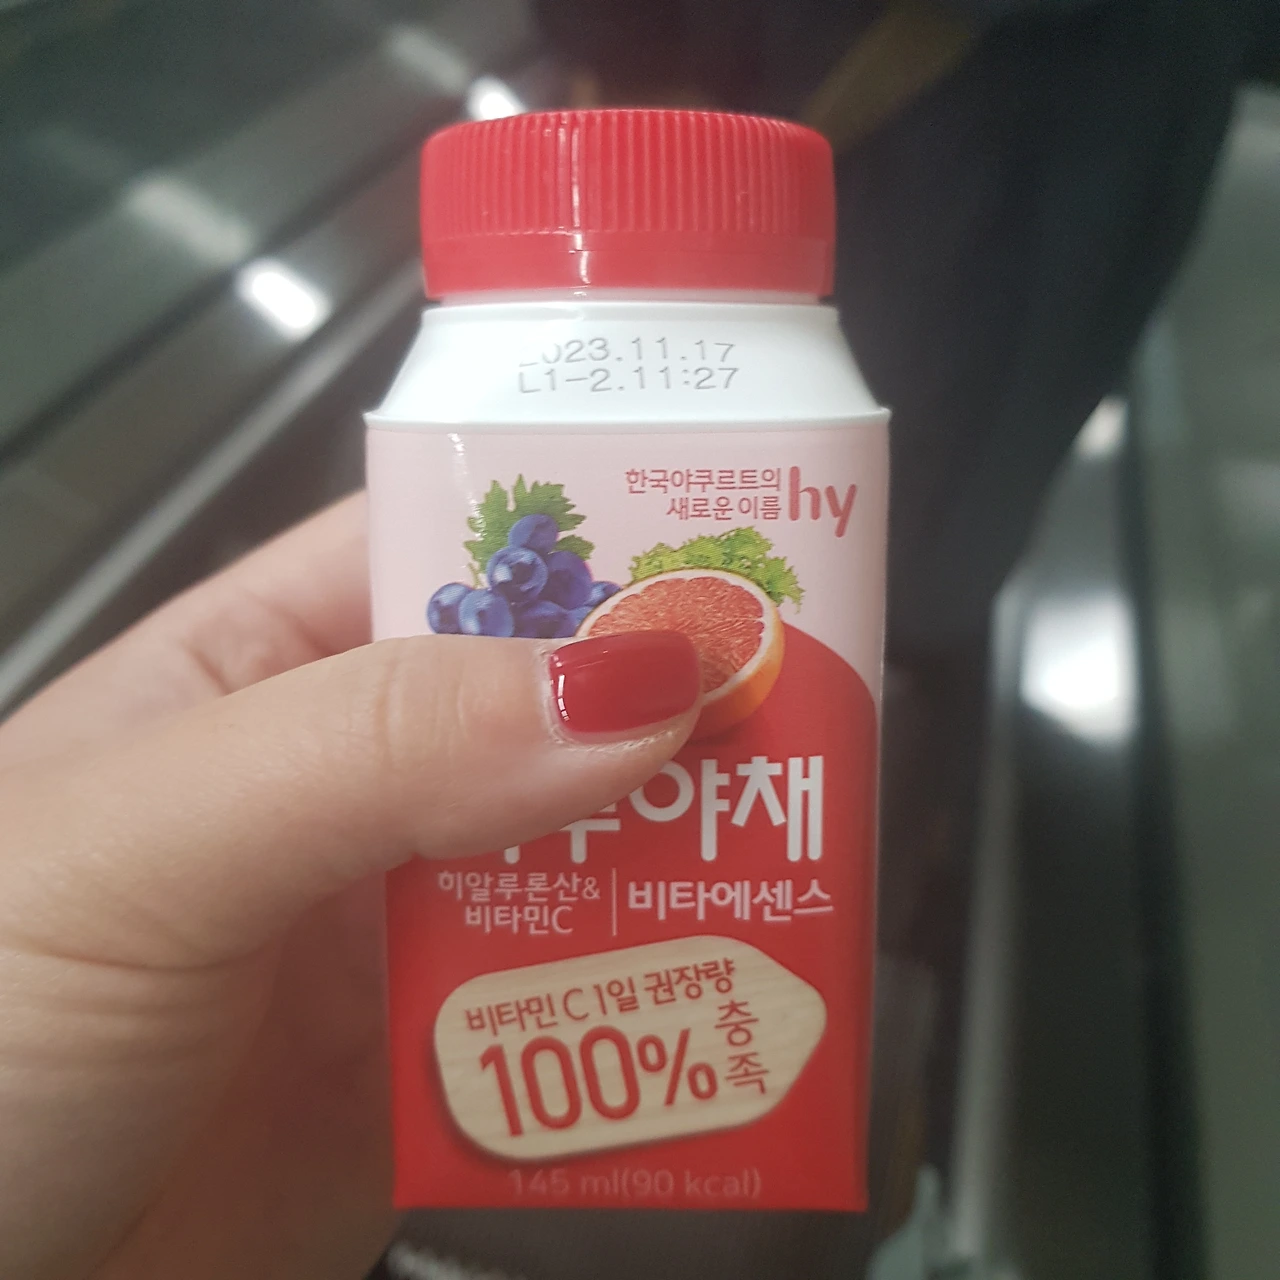 2023.11.17
L1-2.11:27
한국야쿠르트의
새로운 이름 hy
야채
히알루론산&
비타민C
비타에센스
비타민 C 1일 권장량
100% 충족
145 ml(90 kcal)